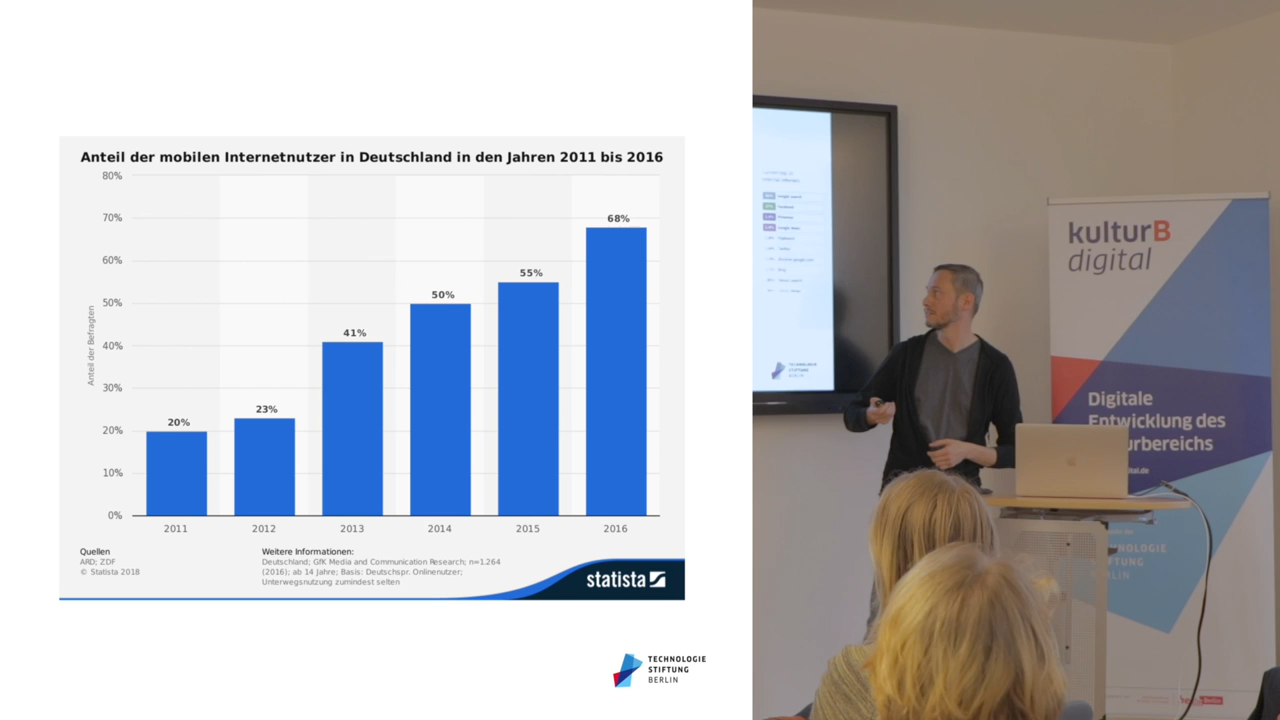 Anteil der mobilen Internetnutzer in Deutschland in den Jahren 2011 bis 2016
80%
70%
60%
50%
40%
30%
20%
10%
0%
Anteil der Befragten
20%
23%
41%
50%
55%
68%
2011
2012
2013
2014
2015
2016
Quellen
ARD; ZDF
© Statista 2018
Weitere Informationen:
Deutschland; GfK Media and Communication Research; n=1.264
(2016); ab 14 Jahre; Basis: Deutschspr. Onlinenutzer;
Unterwegsnutzung zumindest selten
statista
TECHNOLOGIE
STIFTUNG
BERLIN
TECHNOLOGIE
STIFTUNG
BERLIN
kulturB
digital
Digitale
Entwicklung des